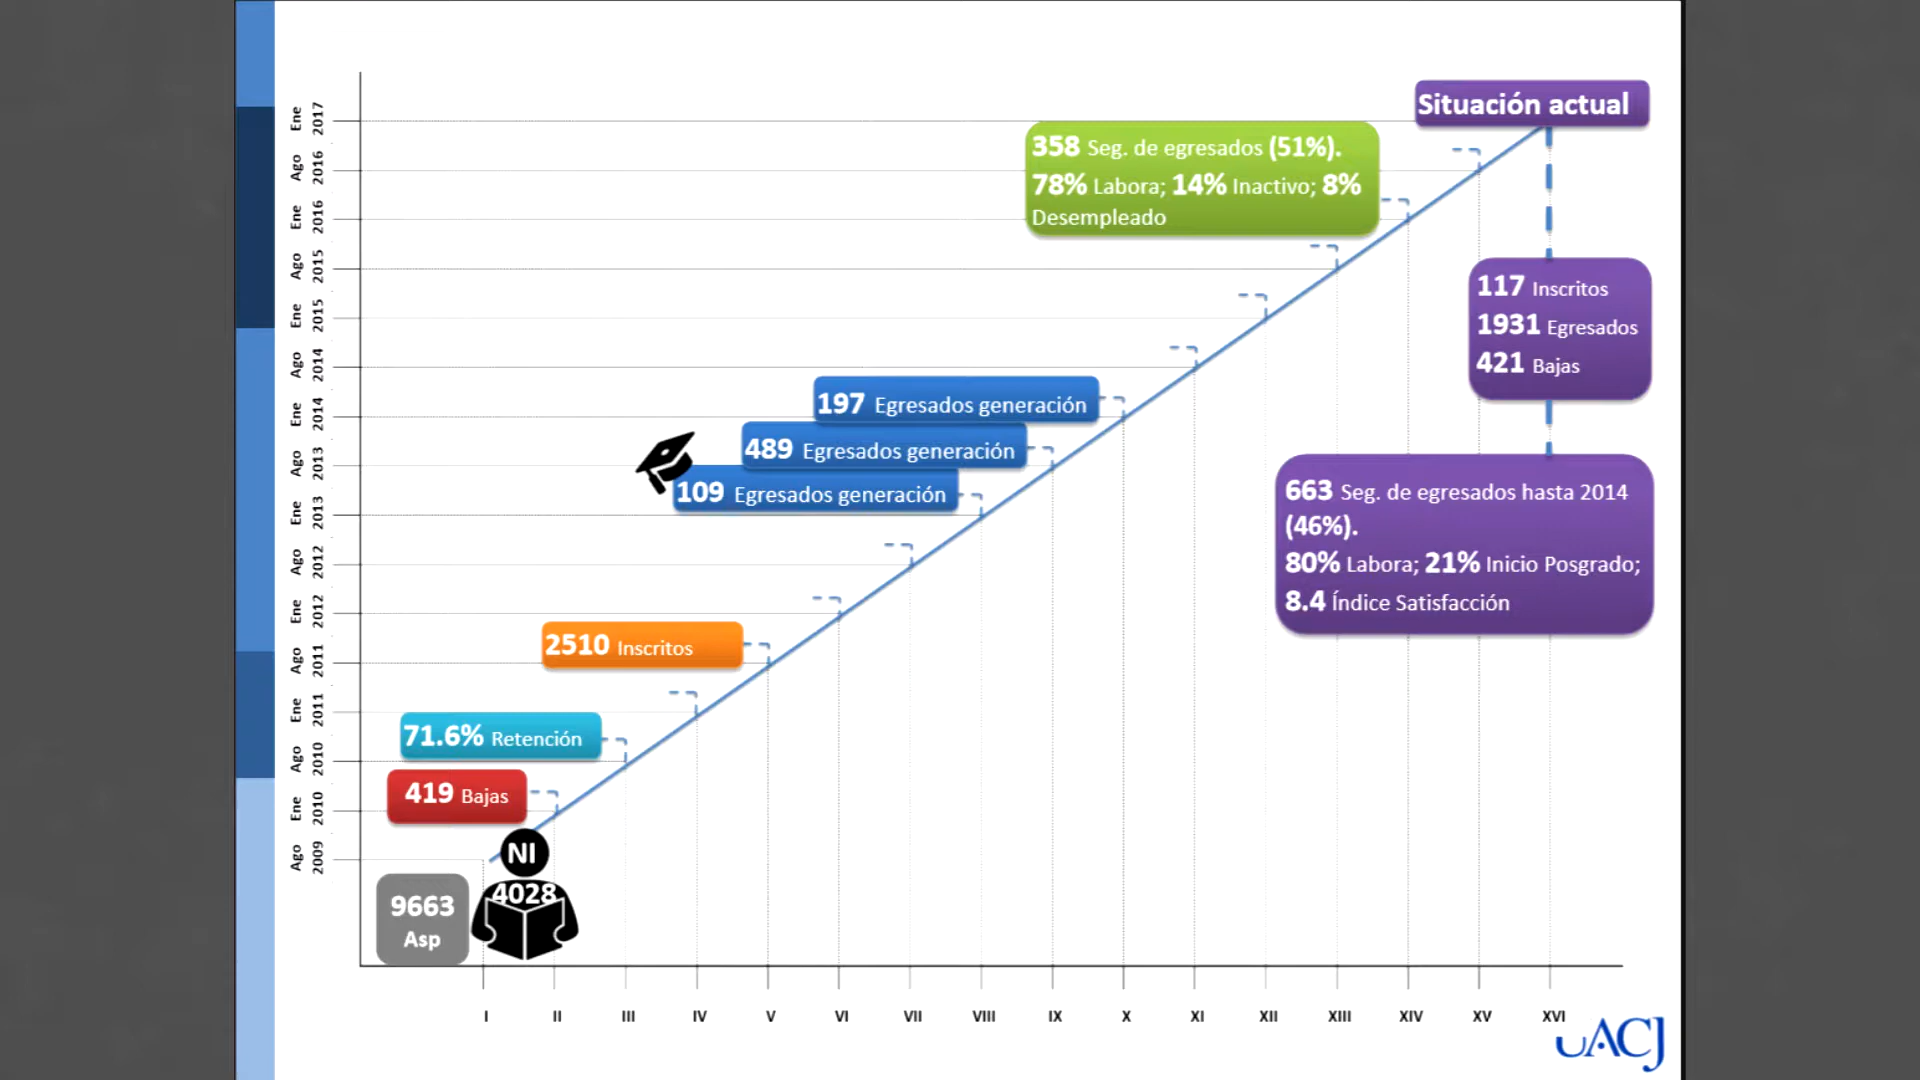 Situación actual
358 Seg. de egresados (51%).
78% Labora; 14% Inactivo; 8%
Desempleado
117 Inscritos
1931 Egresados
421 Bajas
197 Egresados generación
489 Egresados generación
109 Egresados generación
663 Seg. de egresados hasta 2014
(46%).
80% Labora; 21% Inicio Posgrado;
8.4 Índice Satisfacción
2510 Inscritos
71.6% Retención
419 Bajas
NI
4028
9663
Asp
Ene 2017
Ago 2016
Ene 2016
Ago 2015
Ene 2015
Ago 2014
Ene 2014
Ago 2013
Ene 2013
Ago 2012
Ene 2012
Ago 2011
Ene 2011
Ago 2010
Ene 2010
Ago 2009
I II III IV V VI VII VIII IX X XI XII XIII XIV XV XVI
UACJ